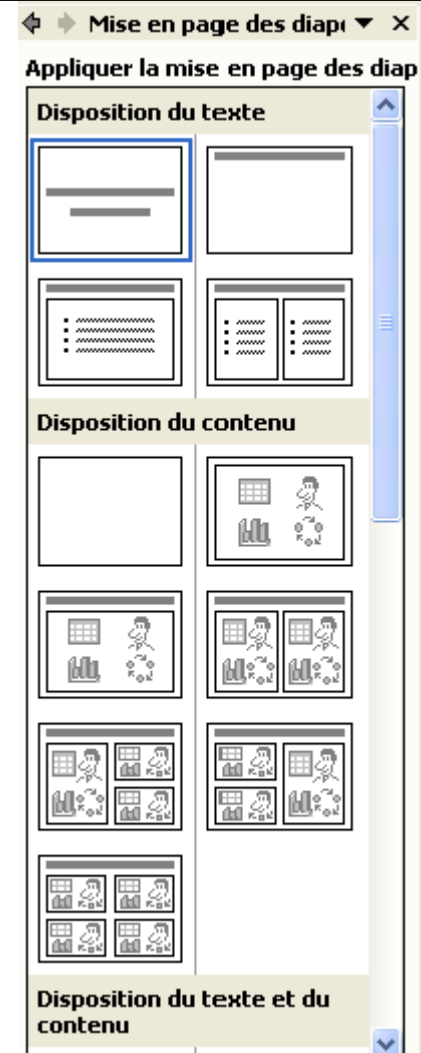 Mise en page des diap
Appliquer la mise en page des diap
Disposition du texte
Disposition du contenu
Disposition du texte et du
contenu